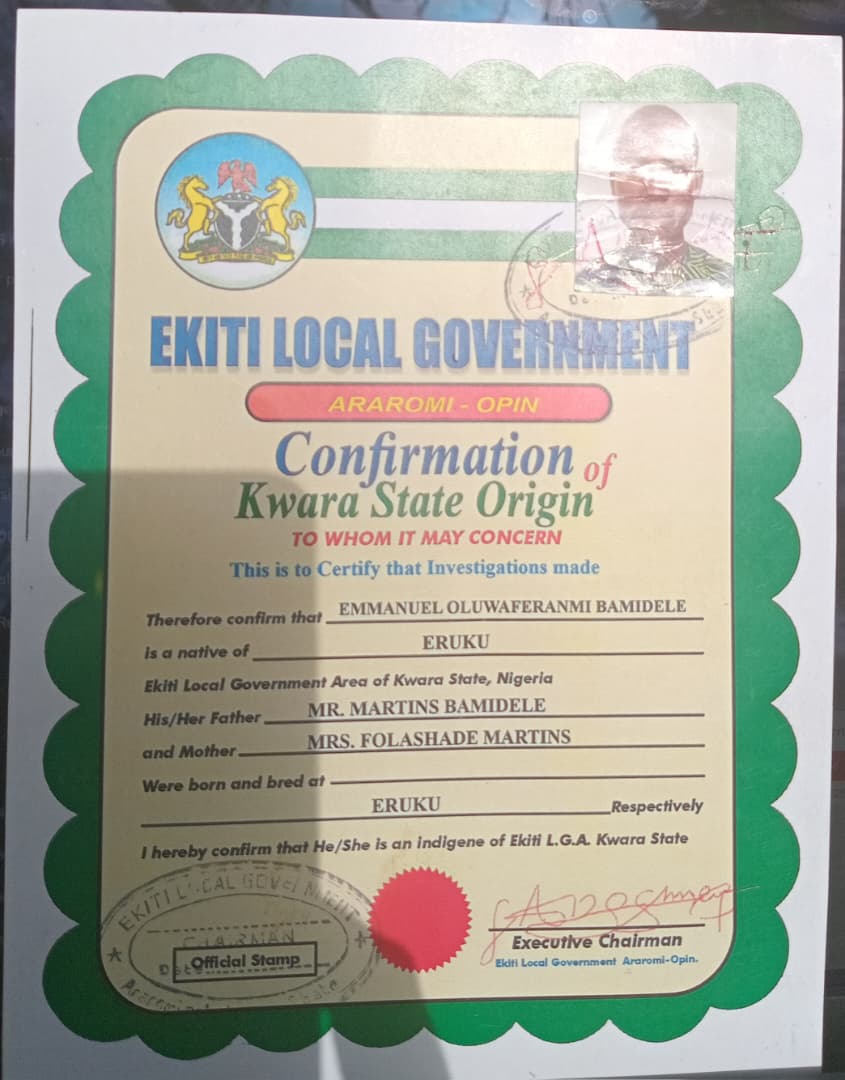 EKITI LOCAL GOVERNMENT
ARAROMI - OPIN
Confirmation of
Kwara State Origin
TO WHOM IT MAY CONCERN
This is to Certify that Investigations made
Therefore confirm that EMMANUEL OLUWAFERANMI BAMIDELE
is a native of ERUKU
Ekiti Local Government Area of Kwara State, Nigeria
His/Her Father MR. MARTINS BAMIDELE
and Mother MRS. FOLASHADE MARTINS
Were born and bred at
ERUKU Respectively
I hereby confirm that He/She is an indigene of Ekiti L.G.A. Kwara State
EKITI LOCAL GOVERNMENT
CHAIRMAN
Official Stamp
Executive Chairman
Ekiti Local Government Araromi-Opin.